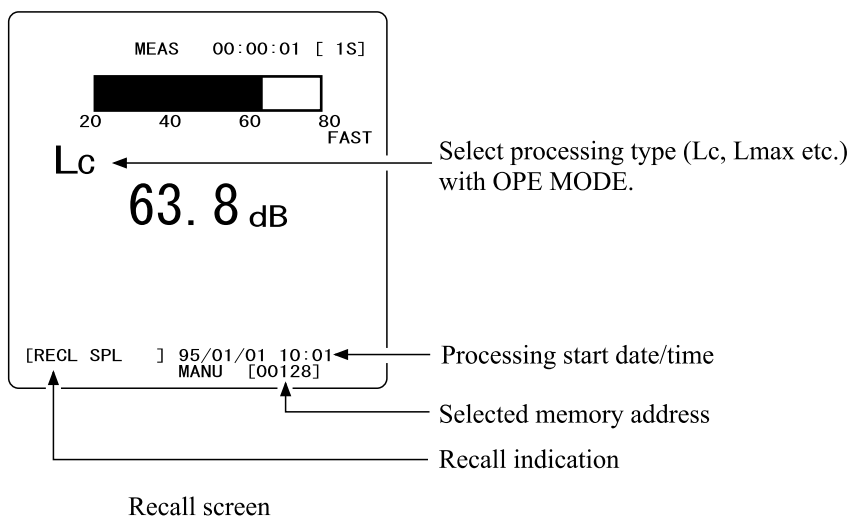 MEAS 00:00:01 [ 1S]
20 40 60 80
FAST
Lc
63.8 dB
Select processing type (Lc, Lmax etc.)
with OPE MODE.
[RECL SPL ] 95/01/01 10:01
MANU [00128]
Processing start date/time
Selected memory address
Recall indication
Recall screen